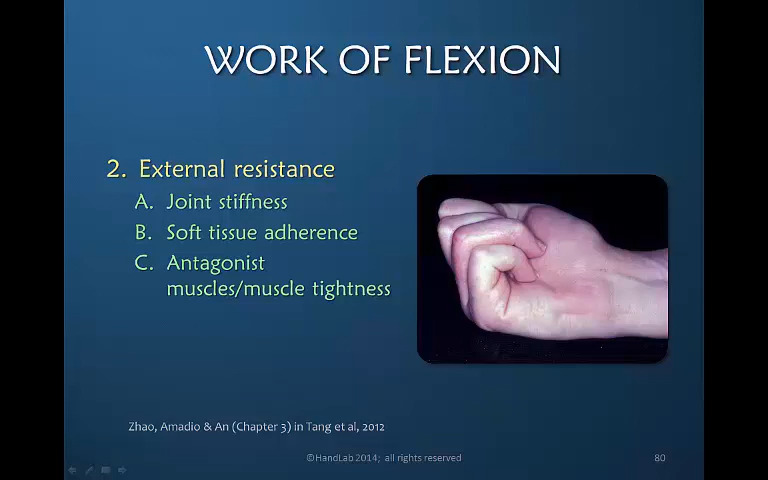 WORK OF FLEXION
2. External resistance
A. Joint stiffness
B. Soft tissue adherence
C. Antagonist
muscles/muscle tightness
Zhao, Amadio & An (Chapter 3) in Tang et al, 2012
©HandLab 2014; all rights reserved
80